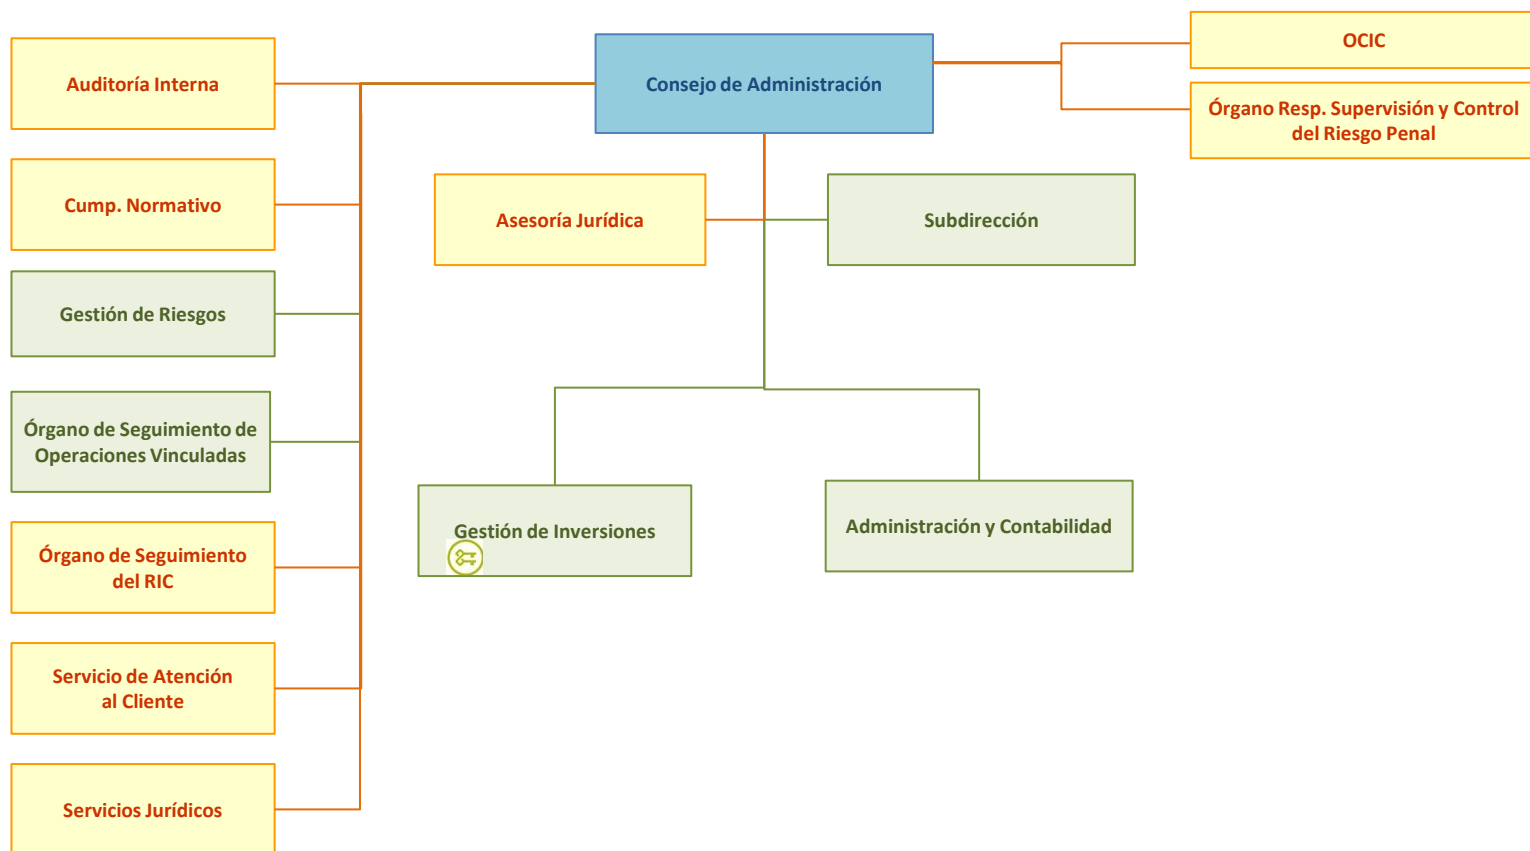 OCIC
Auditoría Interna
Consejo de Administración
Órgano Resp. Supervisión y Control
del Riesgo Penal
Cump. Normativo
Asesoría Jurídica
Subdirección
Gestión de Riesgos
Órgano de Seguimiento de
Operaciones Vinculadas
Gestión de Inversiones
Administración y Contabilidad
Órgano de Seguimiento
del RIC
Servicio de Atención
al Cliente
Servicios Jurídicos